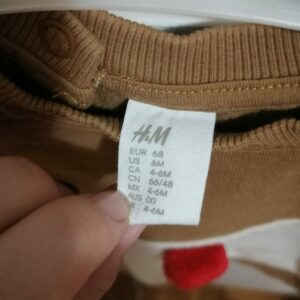 H&M
EUR 68
US 6M
CA 4-6M
CN 66/48
MX 4-6M
AUS 00
4-6M